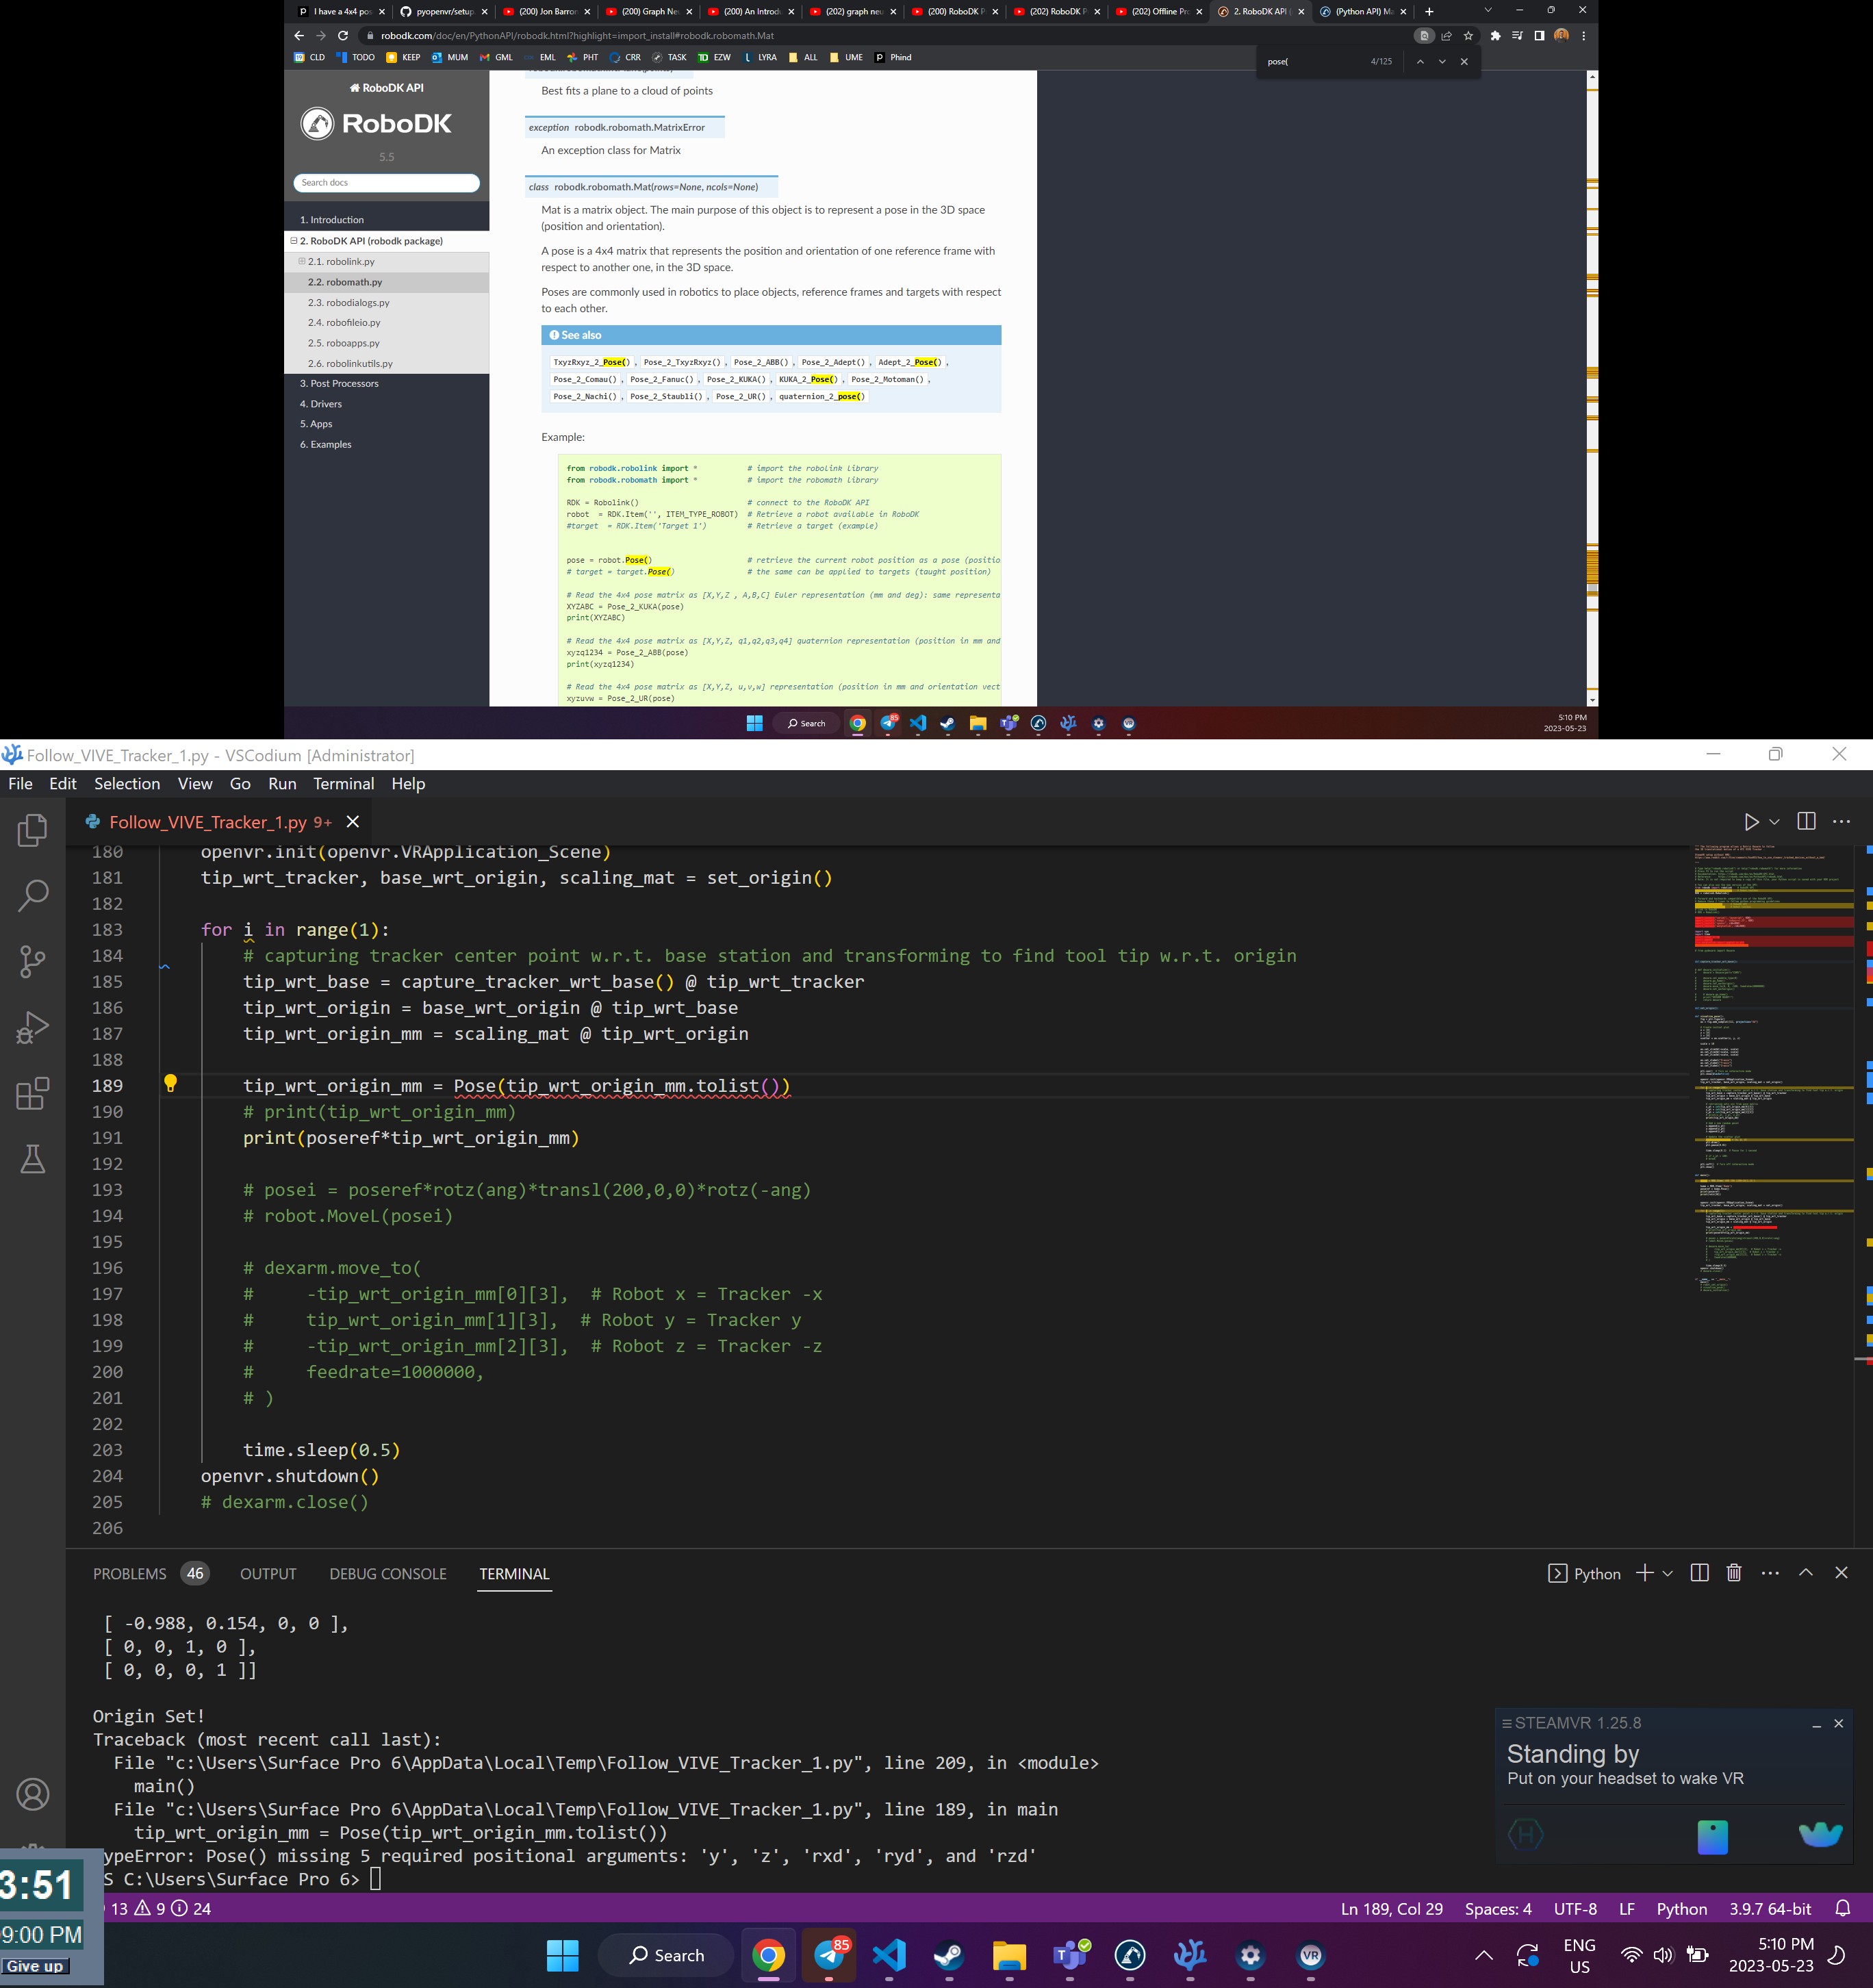 I have a 4x4 pos
pyopenvr/setup
(200) Jon Barron
(200) Graph Ne
(200) An Introdu
(202) graph neu
(200) RoboDK P
(202) RoboDK P
(202) Offline Pro
2. RoboDK API (
(Python API) Ma
robodk.com/doc/en/PythonAPI/robodk.html?highlight=import_install#robodk.robomath.Mat
CLD TODO KEEP MUM GML EML PHT CRR TASK EZW LYRA ALL UME Phind
pose( 4/125
RoboDK API
RoboDK
5.5
Search docs
1. Introduction
2. RoboDK API (robodk package)
2.1. robolink.py
2.2. robomath.py
2.3. robodialogs.py
2.4. robofileio.py
2.5. roboapps.py
2.6. robolinkutils.py
3. Post Processors
4. Drivers
5. Apps
6. Examples
Best fits a plane to a cloud of points
exception robodk.robomath.MatrixError
An exception class for Matrix
class robodk.robomath.Mat(rows=None, ncols=None)
Mat is a matrix object. The main purpose of this object is to represent a pose in the 3D space
(position and orientation).
A pose is a 4x4 matrix that represents the position and orientation of one reference frame with
respect to another one, in the 3D space.
Poses are commonly used in robotics to place objects, reference frames and targets with respect
to each other.
See also
TxyzRxyz_2_Pose() , Pose_2_TxyzRxyz() , Pose_2_ABB() , Pose_2_Adept() , Adept_2_Pose() ,
Pose_2_Comau() , Pose_2_Fanuc() , Pose_2_KUKA() , KUKA_2_Pose() , Pose_2_Motoman() ,
Pose_2_Nachi() , Pose_2_Staubli() , Pose_2_UR() , quaternion_2_pose()
Example:
from robodk.robolink import * # import the robolink library
from robodk.robomath import * # import the robomath library
RDK = Robolink() # connect to the RoboDK API
robot = RDK.Item('', ITEM_TYPE_ROBOT) # Retrieve a robot available in RoboDK
#target = RDK.Item('Target 1') # Retrieve a target (example)
pose = robot.Pose() # retrieve the current robot position as a pose (positio
# target = target.Pose() # the same can be applied to targets (taught position)
# Read the 4x4 pose matrix as [X,Y,Z , A,B,C] Euler representation (mm and deg): same representa
XYZABC = Pose_2_KUKA(pose)
print(XYZABC)
# Read the 4x4 pose matrix as [X,Y,Z, q1,q2,q3,q4] quaternion representation (position in mm and
xyzq1234 = Pose_2_ABB(pose)
print(xyzq1234)
# Read the 4x4 pose matrix as [X,Y,Z, u,v,w] representation (position in mm and orientation vect
xyzuvw = Pose_2_UR(pose)
Search
85
5:10 PM
2023-05-23
Follow_VIVE_Tracker_1.py - VSCodium [Administrator]
File Edit Selection View Go Run Terminal Help
Follow_VIVE_Tracker_1.py 9+
180 openvr.init(openvr.VRApplication_Scene)
181 tip_wrt_tracker, base_wrt_origin, scaling_mat = set_origin()
182
183 for i in range(1):
184 # capturing tracker center point w.r.t. base station and transforming to find tool tip w.r.t. origin
185 tip_wrt_base = capture_tracker_wrt_base() @ tip_wrt_tracker
186 tip_wrt_origin = base_wrt_origin @ tip_wrt_base
187 tip_wrt_origin_mm = scaling_mat @ tip_wrt_origin
188
189 tip_wrt_origin_mm = Pose(tip_wrt_origin_mm.tolist())
190 # print(tip_wrt_origin_mm)
191 print(poseref*tip_wrt_origin_mm)
192
193 # posei = poseref*rotz(ang)*transl(200,0,0)*rotz(-ang)
194 # robot.MoveL(posei)
195
196 # dexarm.move_to(
197 # -tip_wrt_origin_mm[0][3], # Robot x = Tracker -x
198 # tip_wrt_origin_mm[1][3], # Robot y = Tracker y
199 # -tip_wrt_origin_mm[2][3], # Robot z = Tracker -z
200 # feedrate=1000000,
201 # )
202
203 time.sleep(0.5)
204 openvr.shutdown()
205 # dexarm.close()
206
PROBLEMS 46 OUTPUT DEBUG CONSOLE TERMINAL
Python
[ -0.988, 0.154, 0, 0 ],
[ 0, 0, 1, 0 ],
[ 0, 0, 0, 1 ]]
Origin Set!
Traceback (most recent call last):
File "c:\Users\Surface Pro 6\AppData\Local\Temp\Follow_VIVE_Tracker_1.py", line 209, in <module>
main()
File "c:\Users\Surface Pro 6\AppData\Local\Temp\Follow_VIVE_Tracker_1.py", line 189, in main
tip_wrt_origin_mm = Pose(tip_wrt_origin_mm.tolist())
ypeError: Pose() missing 5 required positional arguments: 'y', 'z', 'rxd', 'ryd', and 'rzd'
S C:\Users\Surface Pro 6>
STEAMVR 1.25.8
Standing by
Put on your headset to wake VR
3:51
9:00 PM
Give up
13 9 24
Ln 189, Col 29 Spaces: 4 UTF-8 LF Python 3.9.7 64-bit
Search
85
VR
ENG
US
5:10 PM
2023-05-23